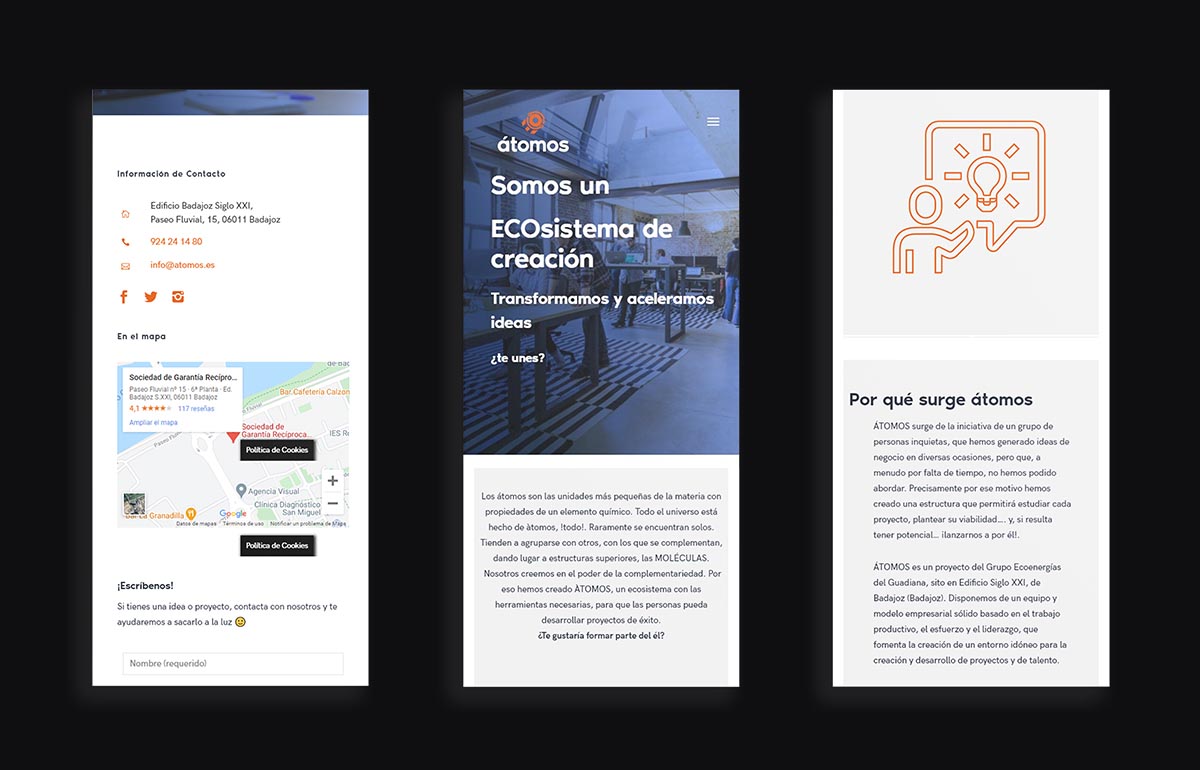 Información de Contacto
Edificio Badajoz Siglo XXI,
Paseo Fluvial, 15, 06011 Badajoz
924 24 14 80
info@atomos.es
En el mapa
Sociedad de Garantía Recípro...
Paseo Fluvial nº 15 · 6ª Planta · Ed.
Badajoz S.XXI, 06011 Badajoz
4,1
117 reseñas
Ampliar el mapa
de Bad
Bar Cafetería Calzon
Fluvial
Paseo Fluvial
Sociedad de
Garantía Recíproca...
IES Re
Política de Cookies
Agencia Visual
Clínica Diagnóstico
San Miguel
Bar La Granadilla
Google
Datos de mapas
Términos de uso
Notificar un problema de Maps
Política de Cookies
¡Escríbenos!
Si tienes una idea o proyecto, contacta con nosotros y te
ayudaremos a sacarlo a la luz 🙂
Nombre (requerido)
átomos
Somos un
ECOsistema de
creación
Transformamos y aceleramos
ideas
¿te unes?
Los átomos son las unidades más pequeñas de la materia con
propiedades de un elemento químico. Todo el universo está
hecho de àtomos, !todo!. Raramente se encuentran solos.
Tienden a agruparse con otros, con los que se complementan,
dando lugar a estructuras superiores, las MOLÉCULAS.
Nosotros creemos en el poder de la complementariedad. Por
eso hemos creado ÀTOMOS, un ecosistema con las
herramientas necesarias, para que las personas pueda
desarrollar proyectos de éxito.
¿Te gustaría formar parte del él?
Por qué surge átomos
ÁTOMOS surge de la iniciativa de un grupo de
personas inquietas, que hemos generado ideas de
negocio en diversas ocasiones, pero que, a
menudo por falta de tiempo, no hemos podido
abordar. Precisamente por ese motivo hemos
creado una estructura que permitirá estudiar cada
proyecto, plantear su viabilidad…. y, si resulta
tener potencial… ¡lanzarnos a por él!.
ÁTOMOS es un proyecto del Grupo Ecoenergías
del Guadiana, sito en Edificio Siglo XXI, de
Badajoz (Badajoz). Disponemos de un equipo y
modelo empresarial sólido basado en el trabajo
productivo, el esfuerzo y el liderazgo, que
fomenta la creación de un entorno idóneo para la
creación y desarrollo de proyectos y de talento.